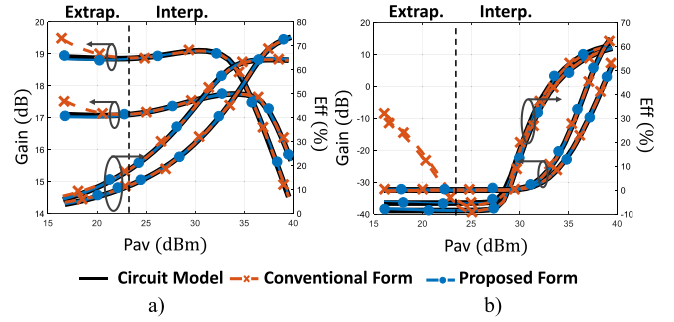 Extrap. Interp.
20
19
18
17
16
15
14
Gain (dB)
80
70
60
50
40
30
20
10
0
Eff (%)
15 20 25 30 35 40
Pav (dBm)
Extrap. Interp.
20
10
0
-10
-20
-30
-40
Gain (dB)
70
60
50
40
30
20
10
0
-10
Eff (%)
15 20 25 30 35 40
Pav (dBm)
Circuit Model Conventional Form Proposed Form
a) b)